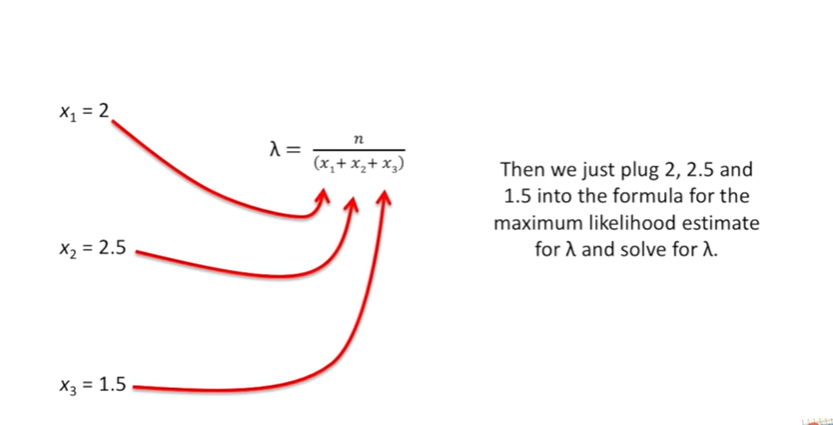 x₁ = 2
λ = n / (x₁ + x₂ + x₃)
Then we just plug 2, 2.5 and
1.5 into the formula for the
maximum likelihood estimate
for λ and solve for λ.
x₂ = 2.5
x₃ = 1.5